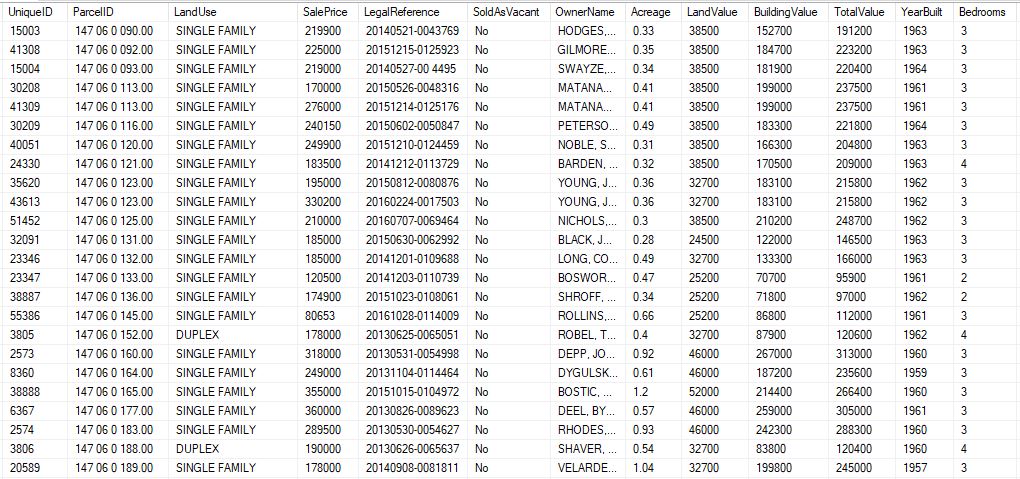 UniqueID ParcelID LandUse SalePrice LegalReference SoldAsVacant OwnerName Acreage LandValue BuildingValue TotalValue YearBuilt Bedrooms
15003 147 06 0 090.00 SINGLE FAMILY 219900 20140521-0043769 No HODGES,... 0.33 38500 152700 191200 1963 3
41308 147 06 0 092.00 SINGLE FAMILY 225000 20151215-0125923 No GILMORE... 0.35 38500 184700 223200 1963 3
15004 147 06 0 093.00 SINGLE FAMILY 219000 20140527-00 4495 No SWAYZE,... 0.34 38500 181900 220400 1964 3
30208 147 06 0 113.00 SINGLE FAMILY 170000 20150526-0048316 No MATANA... 0.41 38500 199000 237500 1961 3
41309 147 06 0 113.00 SINGLE FAMILY 276000 20151214-0125176 No MATANA... 0.41 38500 199000 237500 1961 3
30209 147 06 0 116.00 SINGLE FAMILY 240150 20150602-0050847 No PETERSO... 0.49 38500 183300 221800 1964 3
40051 147 06 0 120.00 SINGLE FAMILY 249900 20151210-0124459 No NOBLE, S... 0.31 38500 166300 204800 1963 3
24330 147 06 0 121.00 SINGLE FAMILY 183500 20141212-0113729 No BARDEN, ... 0.32 38500 170500 209000 1963 4
35620 147 06 0 123.00 SINGLE FAMILY 195000 20150812-0080876 No YOUNG, J... 0.36 32700 183100 215800 1962 3
43613 147 06 0 123.00 SINGLE FAMILY 330200 20160224-0017503 No YOUNG, J... 0.36 32700 183100 215800 1962 3
51452 147 06 0 125.00 SINGLE FAMILY 210000 20160707-0069464 No NICHOLS,... 0.3 38500 210200 248700 1962 3
32091 147 06 0 131.00 SINGLE FAMILY 185000 20150630-0062992 No BLACK, J... 0.28 24500 122000 146500 1963 3
23346 147 06 0 132.00 SINGLE FAMILY 185000 20141201-0109688 No LONG, CO... 0.49 32700 133300 166000 1963 3
23347 147 06 0 133.00 SINGLE FAMILY 120500 20141203-0110739 No BOSWOR... 0.47 25200 70700 95900 1961 2
38887 147 06 0 136.00 SINGLE FAMILY 174900 20151023-0108061 No SHROFF, ... 0.34 25200 71800 97000 1962 2
55386 147 06 0 145.00 SINGLE FAMILY 80653 20161028-0114009 No ROLLINS,... 0.66 25200 86800 112000 1961 3
3805 147 06 0 152.00 DUPLEX 178000 20130625-0065051 No ROBEL, T... 0.4 32700 87900 120600 1962 4
2573 147 06 0 160.00 SINGLE FAMILY 318000 20130531-0054998 No DEPP, JO... 0.92 46000 267000 313000 1960 3
8360 147 06 0 164.00 SINGLE FAMILY 249000 20131104-0114464 No DYGULSK... 0.61 46000 187200 235600 1959 3
38888 147 06 0 165.00 SINGLE FAMILY 355000 20151015-0104972 No BOSTIC, ... 1.2 52000 214400 266400 1960 3
6367 147 06 0 177.00 SINGLE FAMILY 360000 20130826-0089623 No DEEL, BY... 0.57 46000 259000 305000 1961 3
2574 147 06 0 183.00 SINGLE FAMILY 289500 20130530-0054627 No RHODES,... 0.93 46000 242300 288300 1960 3
3806 147 06 0 188.00 DUPLEX 190000 20130626-0065637 No SHAVER, ... 0.54 32700 83800 120400 1960 4
20589 147 06 0 189.00 SINGLE FAMILY 178000 20140908-0081811 No VELARDE... 1.04 32700 199800 245000 1957 3